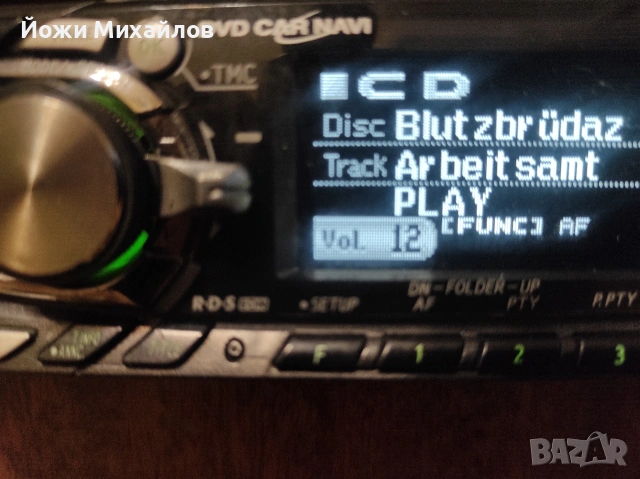 Йожи Михайлов
DVD CAR NAVI
OK
•TMC
CD
Disc Blutzbrüdaz
Track Arbeitsamt
PLAY
[FUNC] AF
Vol. 12
DN-FOLDER-UP
R·D·S •SETUP AF PTY P.PTY
F 1 2 3
BAZAR